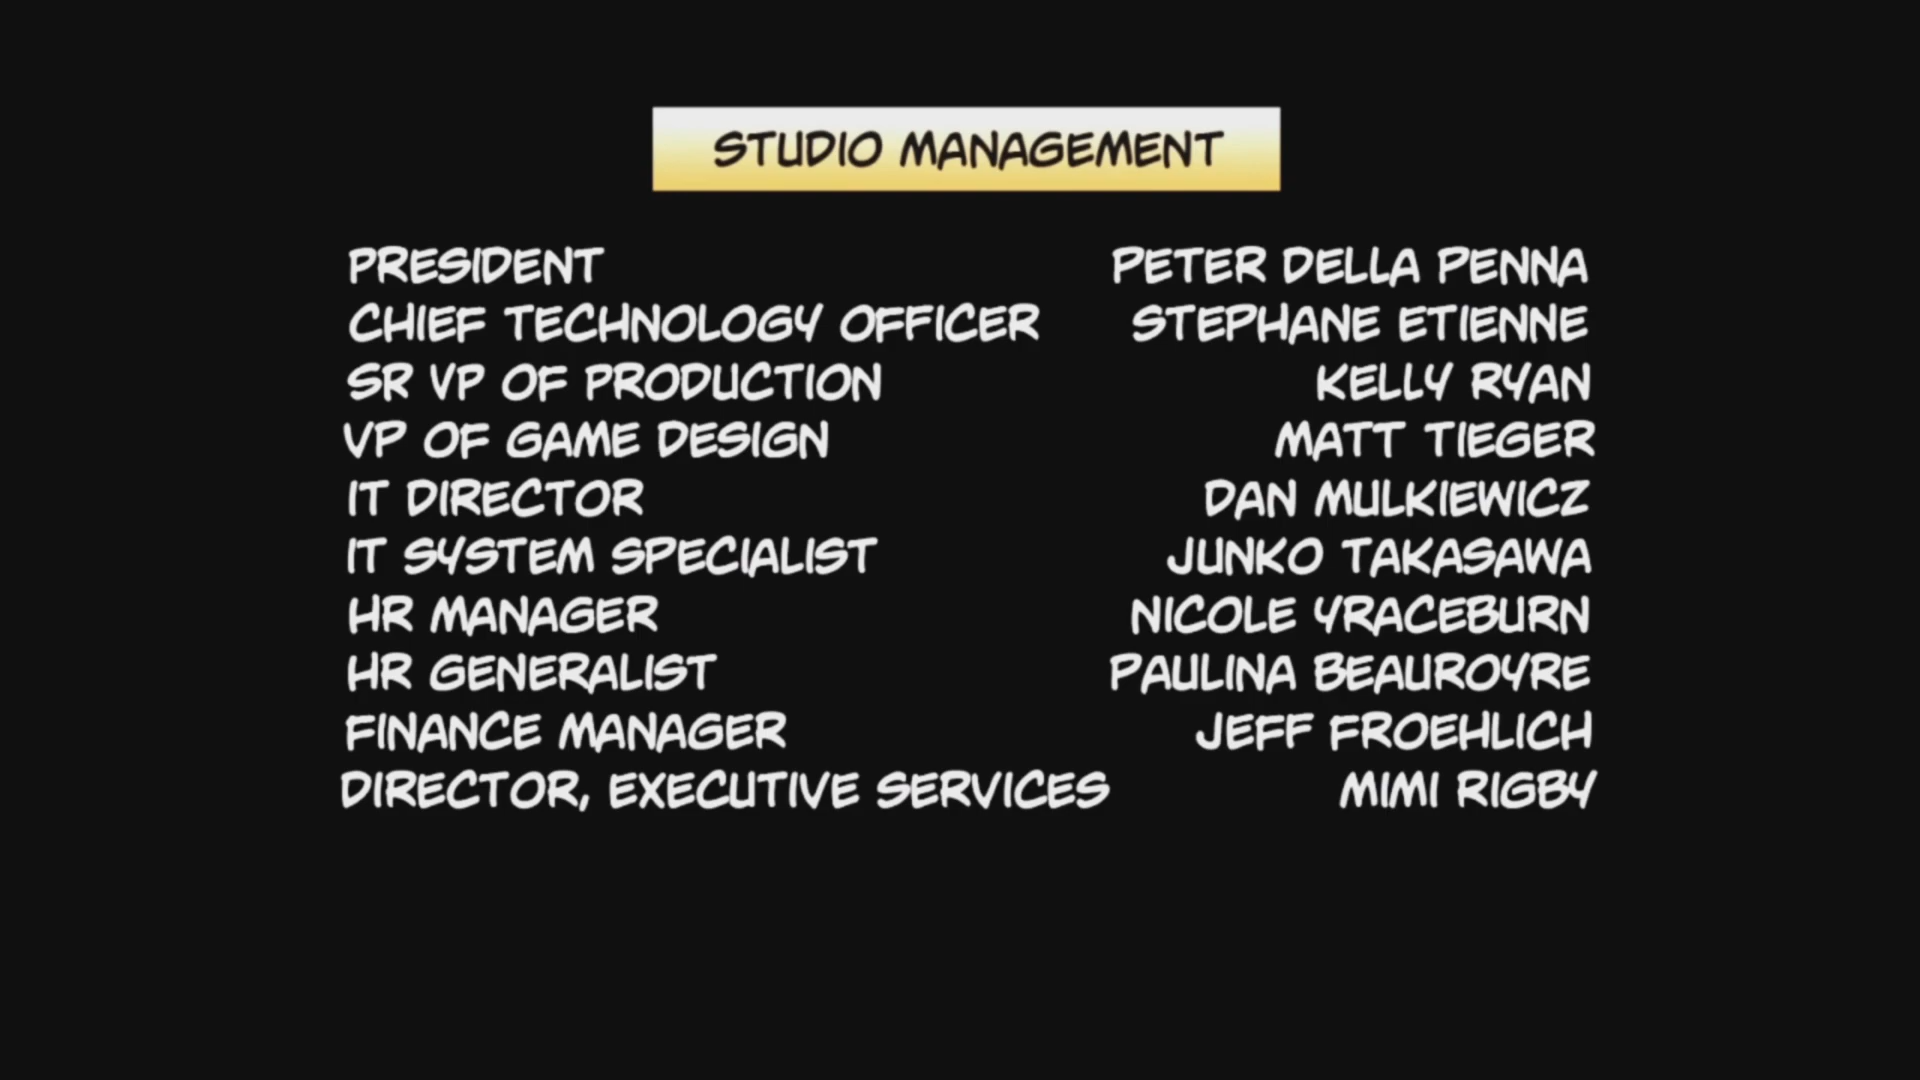 STUDIO MANAGEMENT
PRESIDENT PETER DELLA PENNA
CHIEF TECHNOLOGY OFFICER STEPHANE ETIENNE
SR VP OF PRODUCTION KELLY RYAN
VP OF GAME DESIGN MATT TIEGER
IT DIRECTOR DAN MULKIEWICZ
IT SYSTEM SPECIALIST JUNKO TAKASAWA
HR MANAGER NICOLE YRACEBURN
HR GENERALIST PAULINA BEAUROYRE
FINANCE MANAGER JEFF FROEHLICH
DIRECTOR, EXECUTIVE SERVICES MIMI RIGBY